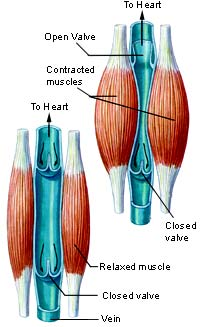 To Heart
Open Valve
Contracted
muscles
To Heart
Closed
valve
Relaxed muscle
Closed valve
Vein